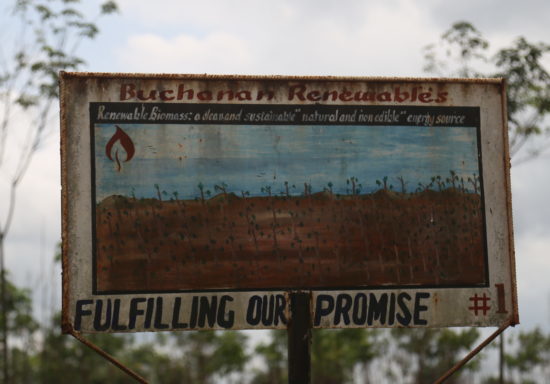 Buchanan Renewables
Renewable Biomass: a clean and sustainable" natural and non edible" energy source
FULFILLING OUR PROMISE #1